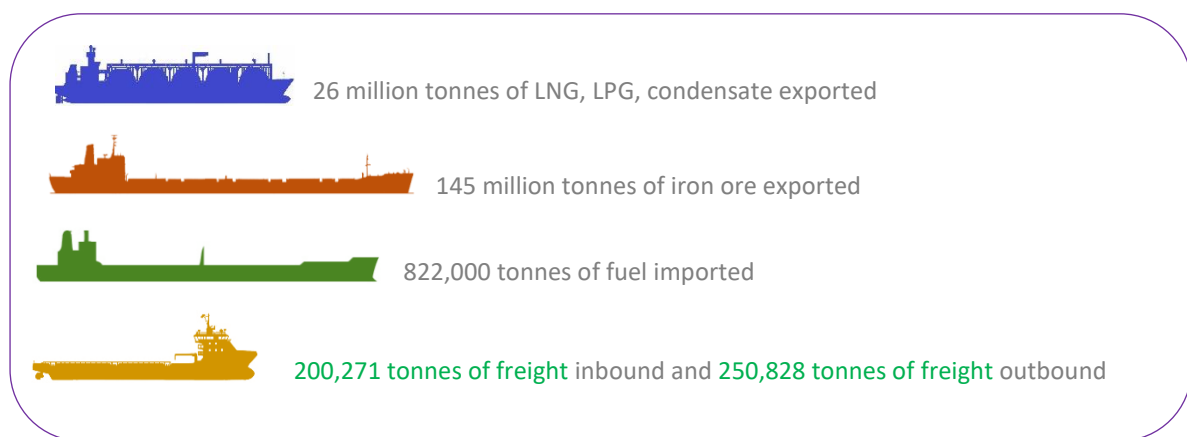 26 million tonnes of LNG, LPG, condensate exported
145 million tonnes of iron ore exported
822,000 tonnes of fuel imported
200,271 tonnes of freight inbound and 250,828 tonnes of freight outbound